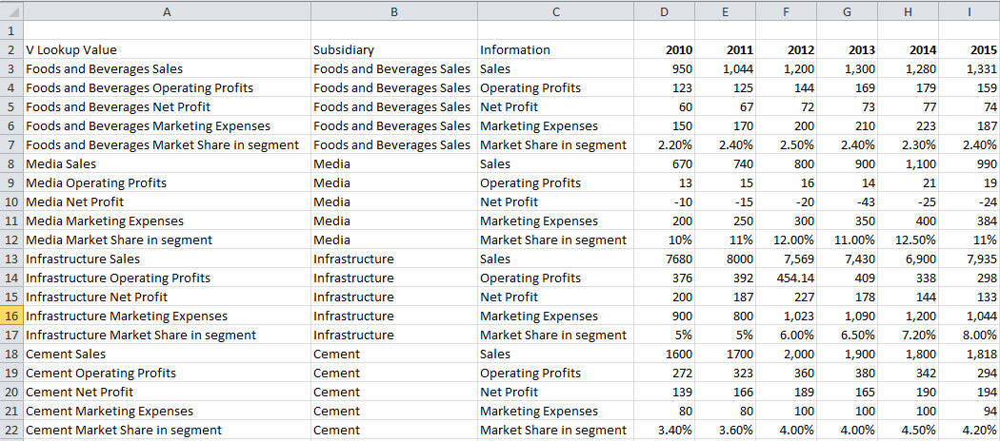 A B C D E F G H I
1
2 V Lookup Value Subsidiary Information 2010 2011 2012 2013 2014 2015
3 Foods and Beverages Sales Foods and Beverages Sales Sales 950 1,044 1,200 1,300 1,280 1,331
4 Foods and Beverages Operating Profits Foods and Beverages Sales Operating Profits 123 125 144 169 179 159
5 Foods and Beverages Net Profit Foods and Beverages Sales Net Profit 60 67 72 73 77 74
6 Foods and Beverages Marketing Expenses Foods and Beverages Sales Marketing Expenses 150 170 200 210 223 187
7 Foods and Beverages Market Share in segment Foods and Beverages Sales Market Share in segment 2.20% 2.40% 2.50% 2.40% 2.30% 2.40%
8 Media Sales Media Sales 670 740 800 900 1,100 990
9 Media Operating Profits Media Operating Profits 13 15 16 14 21 19
10 Media Net Profit Media Net Profit -10 -15 -20 -43 -25 -24
11 Media Marketing Expenses Media Marketing Expenses 200 250 300 350 400 384
12 Media Market Share in segment Media Market Share in segment 10% 11% 12.00% 11.00% 12.50% 11%
13 Infrastructure Sales Infrastructure Sales 7680 8000 7,569 7,430 6,900 7,935
14 Infrastructure Operating Profits Infrastructure Operating Profits 376 392 454.14 409 338 298
15 Infrastructure Net Profit Infrastructure Net Profit 200 187 227 178 144 133
16 Infrastructure Marketing Expenses Infrastructure Marketing Expenses 900 800 1,023 1,090 1,200 1,044
17 Infrastructure Market Share in segment Infrastructure Market Share in segment 5% 5% 6.00% 6.50% 7.20% 8.00%
18 Cement Sales Cement Sales 1600 1700 2,000 1,900 1,800 1,818
19 Cement Operating Profits Cement Operating Profits 272 323 360 380 342 294
20 Cement Net Profit Cement Net Profit 139 166 189 165 190 194
21 Cement Marketing Expenses Cement Marketing Expenses 80 80 100 100 100 94
22 Cement Market Share in segment Cement Market Share in segment 3.40% 3.60% 4.00% 4.00% 4.50% 4.20%